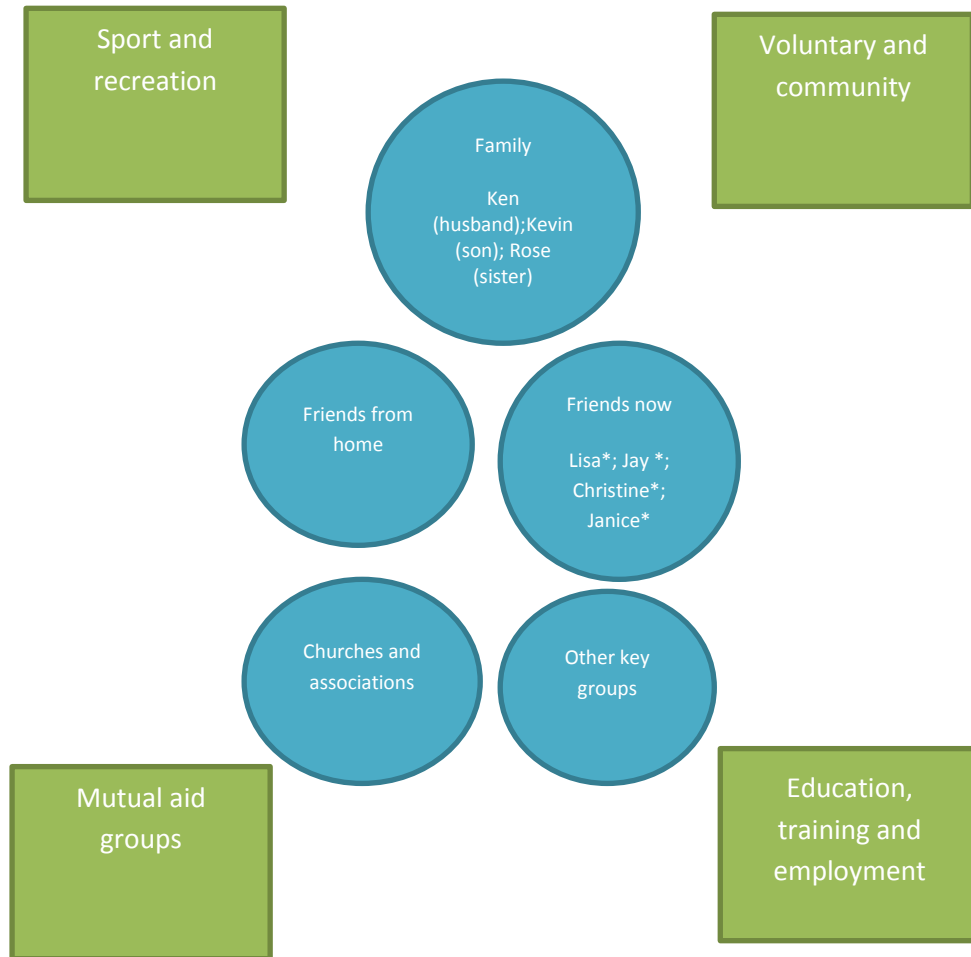 Sport and
recreation
Voluntary and
community
Family
Ken
(husband);Kevin
(son); Rose
(sister)
Friends from
home
Friends now
Lisa*; Jay *;
Christine*;
Janice*
Churches and
associations
Other key
groups
Mutual aid
groups
Education,
training and
employment